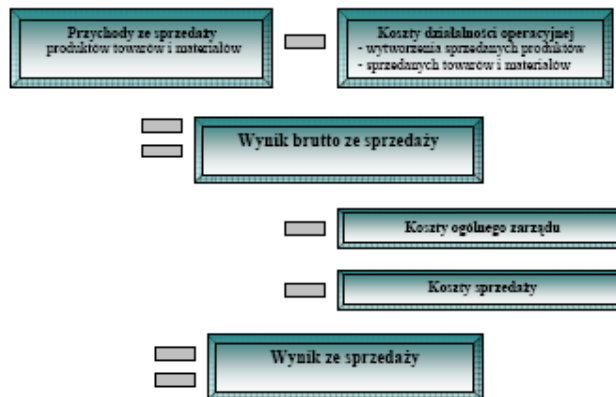 Przychody ze sprzedaży
produktów towarów i materiałów
Koszty działalności operacyjnej
- wytworzenia sprzedanych produktów
- sprzedanych towarów i materiałów
Wynik brutto ze sprzedaży
Koszty ogólnego zarządu
Koszty sprzedaży
Wynik ze sprzedaży